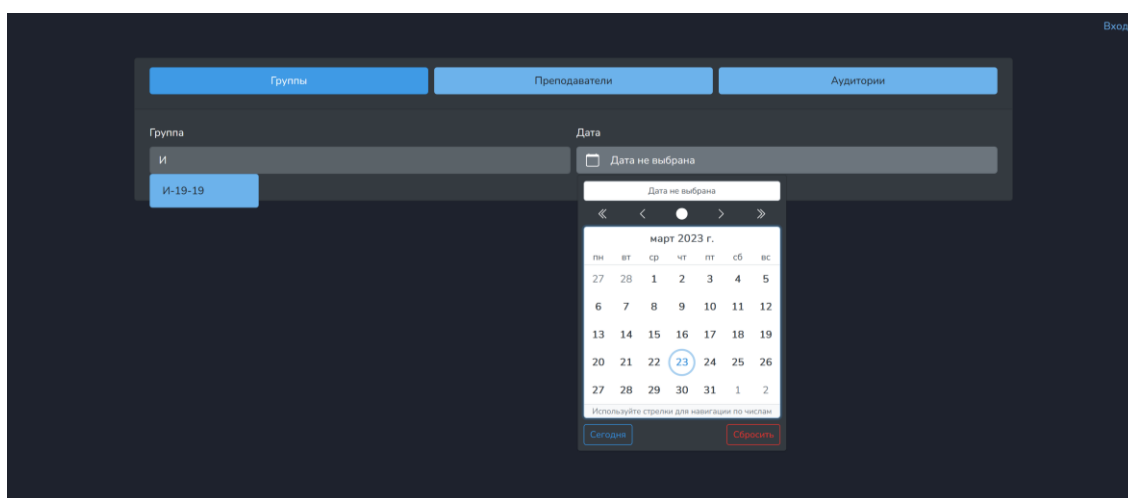 Вход
Группы Преподаватели Аудитории
Группа Дата
И Дата не выбрана
И-19-19
Дата не выбрана
март 2023 г.
пн вт ср чт пт сб вс
27 28 1 2 3 4 5
6 7 8 9 10 11 12
13 14 15 16 17 18 19
20 21 22 23 24 25 26
27 28 29 30 31 1 2
Используйте стрелки для навигации по числам
Сегодня Сбросить